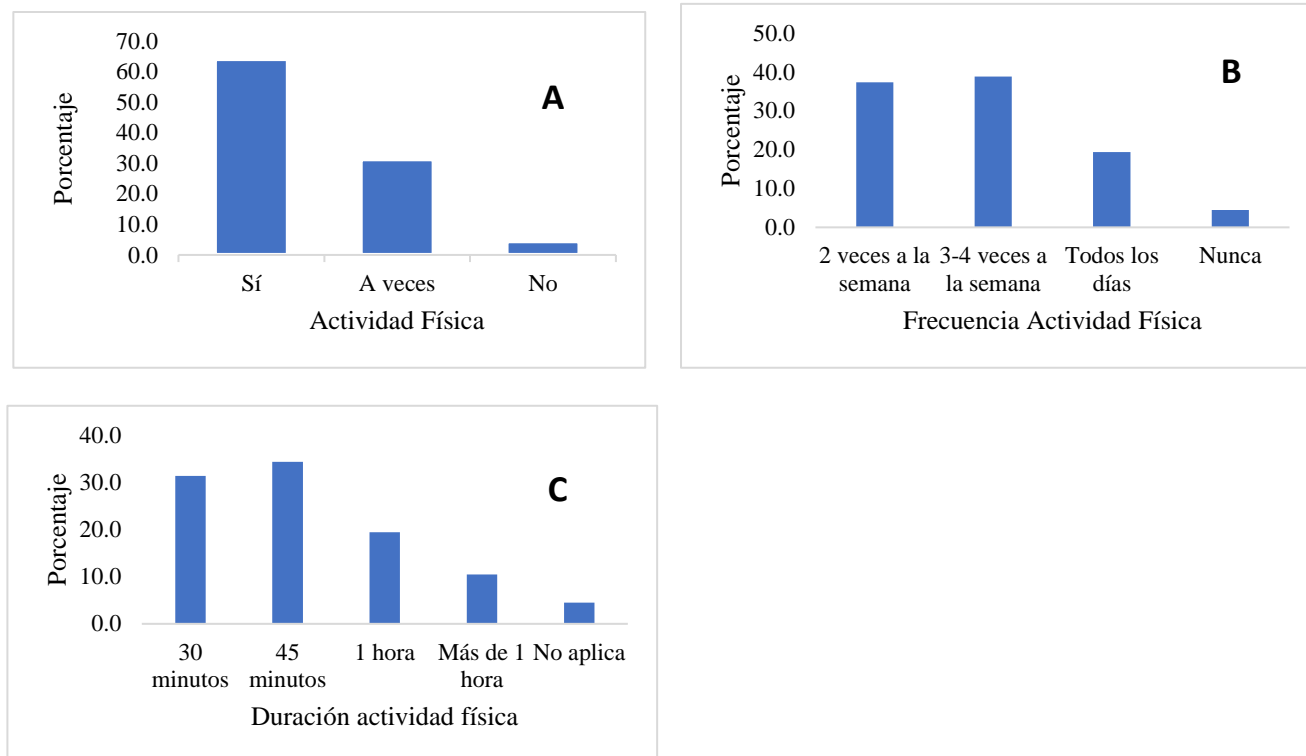 70.0
60.0
50.0
40.0
30.0
20.0
10.0
0.0
Porcentaje
A
Sí A veces No
Actividad Física
50.0
40.0
30.0
20.0
10.0
0.0
Porcentaje
B
2 veces a la 3-4 veces a Todos los Nunca
semana la semana días
Frecuencia Actividad Física
40.0
30.0
20.0
10.0
0.0
Porcentaje
C
30 45 1 hora Más de 1 No aplica
minutos minutos hora
Duración actividad física